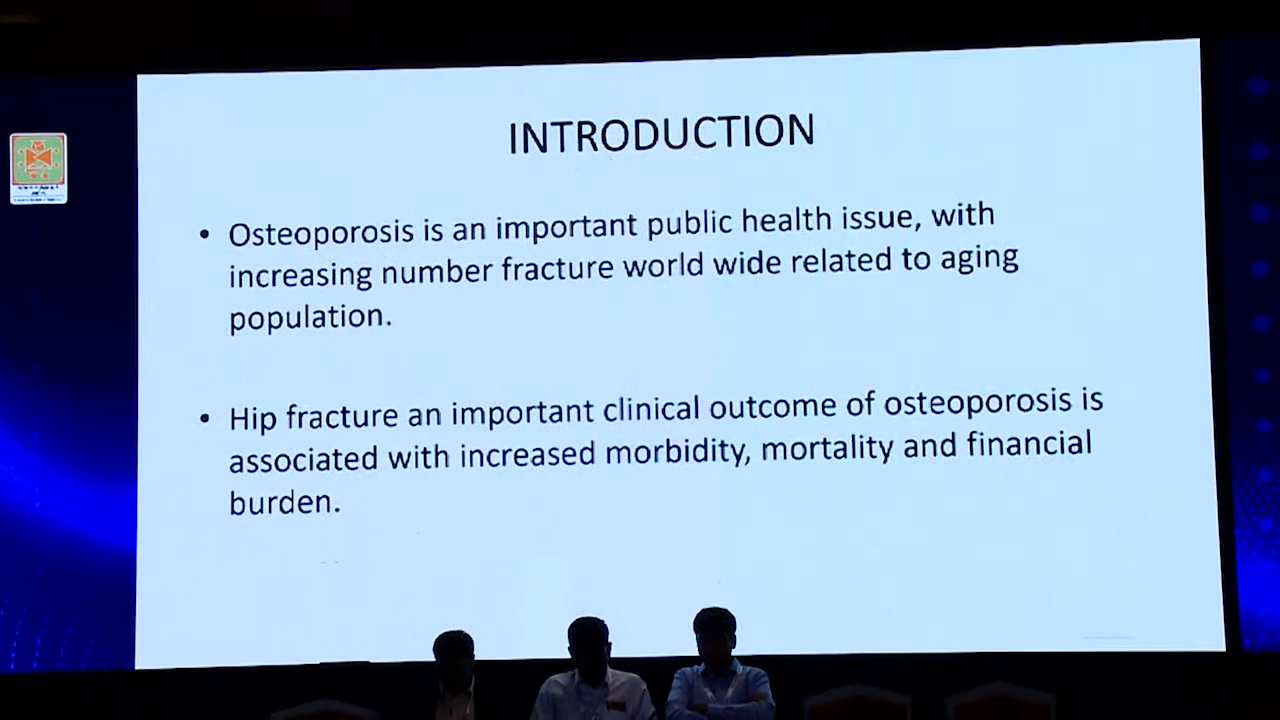 INTRODUCTION
• Osteoporosis is an important public health issue, with
increasing number fracture world wide related to aging
population.
• Hip fracture an important clinical outcome of osteoporosis is
associated with increased morbidity, mortality and financial
burden.